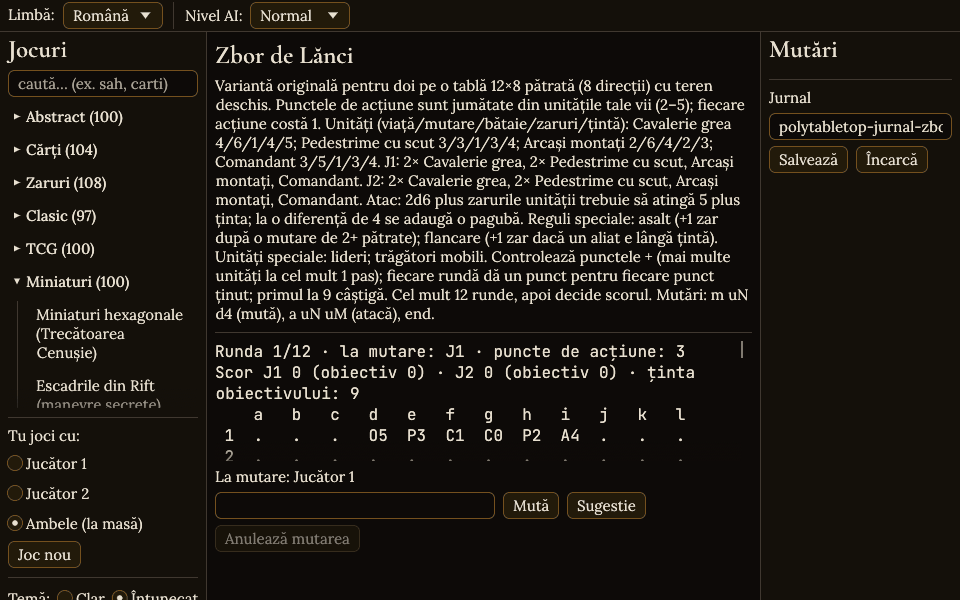 Limbă: Română ▼ Nivel AI: Normal ▼
Jocuri
caută... (ex. sah, carti)
▸ Abstract (100)
▸ Cărți (104)
▸ Zaruri (108)
▸ Clasic (97)
▸ TCG (100)
▾ Miniaturi (100)
Miniaturi hexagonale
(Trecătoarea
Cenușie)
Escadrile din Rift
(manevre secrete)
Tu joci cu:
Jucător 1
Jucător 2
Ambele (la masă)
Joc nou
Temă: Clar Întunecat
Zbor de Lănci
Variantă originală pentru doi pe o tablă 12×8 pătrată (8 direcții) cu teren
deschis. Punctele de acțiune sunt jumătate din unitățile tale vii (2–5); fiecare
acțiune costă 1. Unități (viață/mutare/bătaie/zaruri/țintă): Cavalerie grea
4/6/1/4/5; Pedestrime cu scut 3/3/1/3/4; Arcași montați 2/6/4/2/3;
Comandant 3/5/1/3/4. J1: 2× Cavalerie grea, 2× Pedestrime cu scut, Arcași
montați, Comandant. J2: 2× Cavalerie grea, 2× Pedestrime cu scut, Arcași
montați, Comandant. Atac: 2d6 plus zarurile unității trebuie să atingă 5 plus
ținta; la o diferență de 4 se adaugă o pagubă. Reguli speciale: asalt (+1 zar
după o mutare de 2+ pătrate); flancare (+1 zar dacă un aliat e lângă țintă).
Unități speciale: lideri; trăgători mobili. Controlează punctele + (mai multe
unități la cel mult 1 pas); fiecare rundă dă un punct pentru fiecare punct
ținut; primul la 9 câștigă. Cel mult 12 runde, apoi decide scorul. Mutări: m uN
d4 (mută), a uN uM (atacă), end.
Runda 1/12 · la mutare: J1 · puncte de acțiune: 3
Scor J1 0 (obiectiv 0) · J2 0 (obiectiv 0) · ținta
obiectivului: 9
a b c d e f g h i j k l
1 . . . O5 P3 C1 C0 P2 A4 . . .
2 . . . . . . . . . . . .
La mutare: Jucător 1
Mută Sugestie
Anulează mutarea
Mutări
Jurnal
polytabletop-jurnal-zbo
Salvează Încarcă